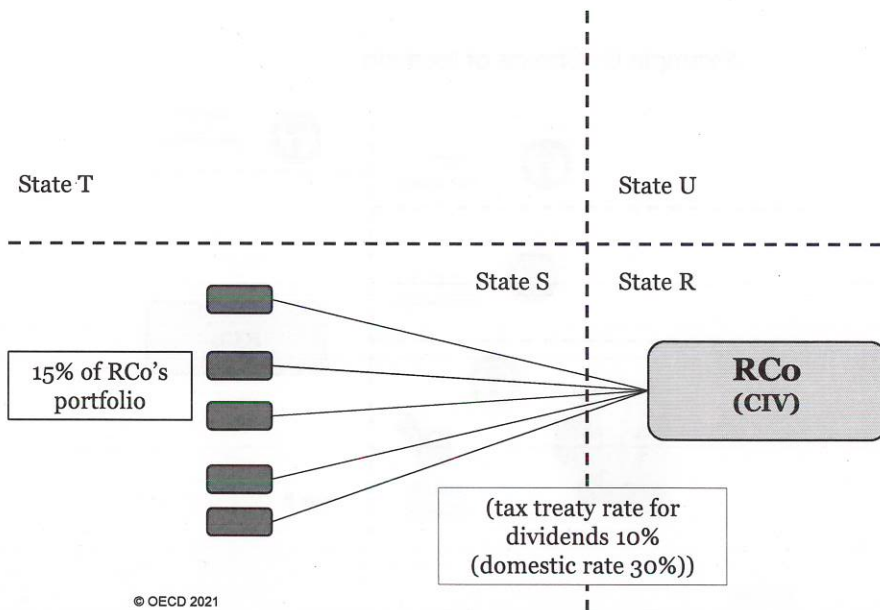 State T
State U
State S
State R
15% of RCo's
portfolio
RCo
(CIV)
(tax treaty rate for
dividends 10%
(domestic rate 30%))
© OECD 2021